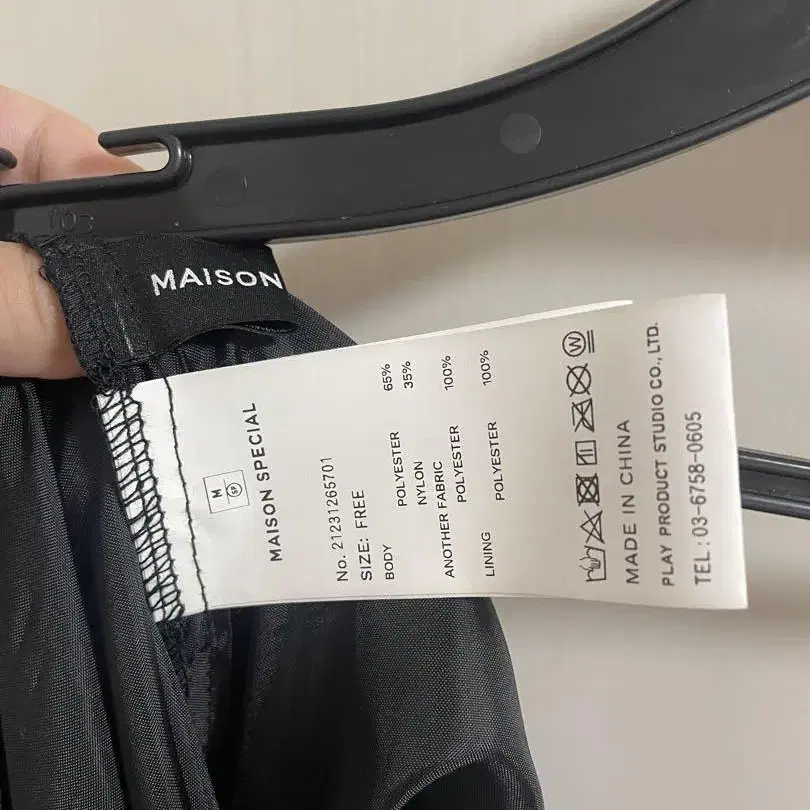 MAISON
M
SP
MAISON SPECIAL
No. 21231265701
SIZE: FREE
BODY
POLYESTER 65%
NYLON 35%
ANOTHER FABRIC
POLYESTER 100%
LINING
POLYESTER 100%
W
MADE IN CHINA
PLAY PRODUCT STUDIO CO., LTD.
TEL : 03-6758-0605